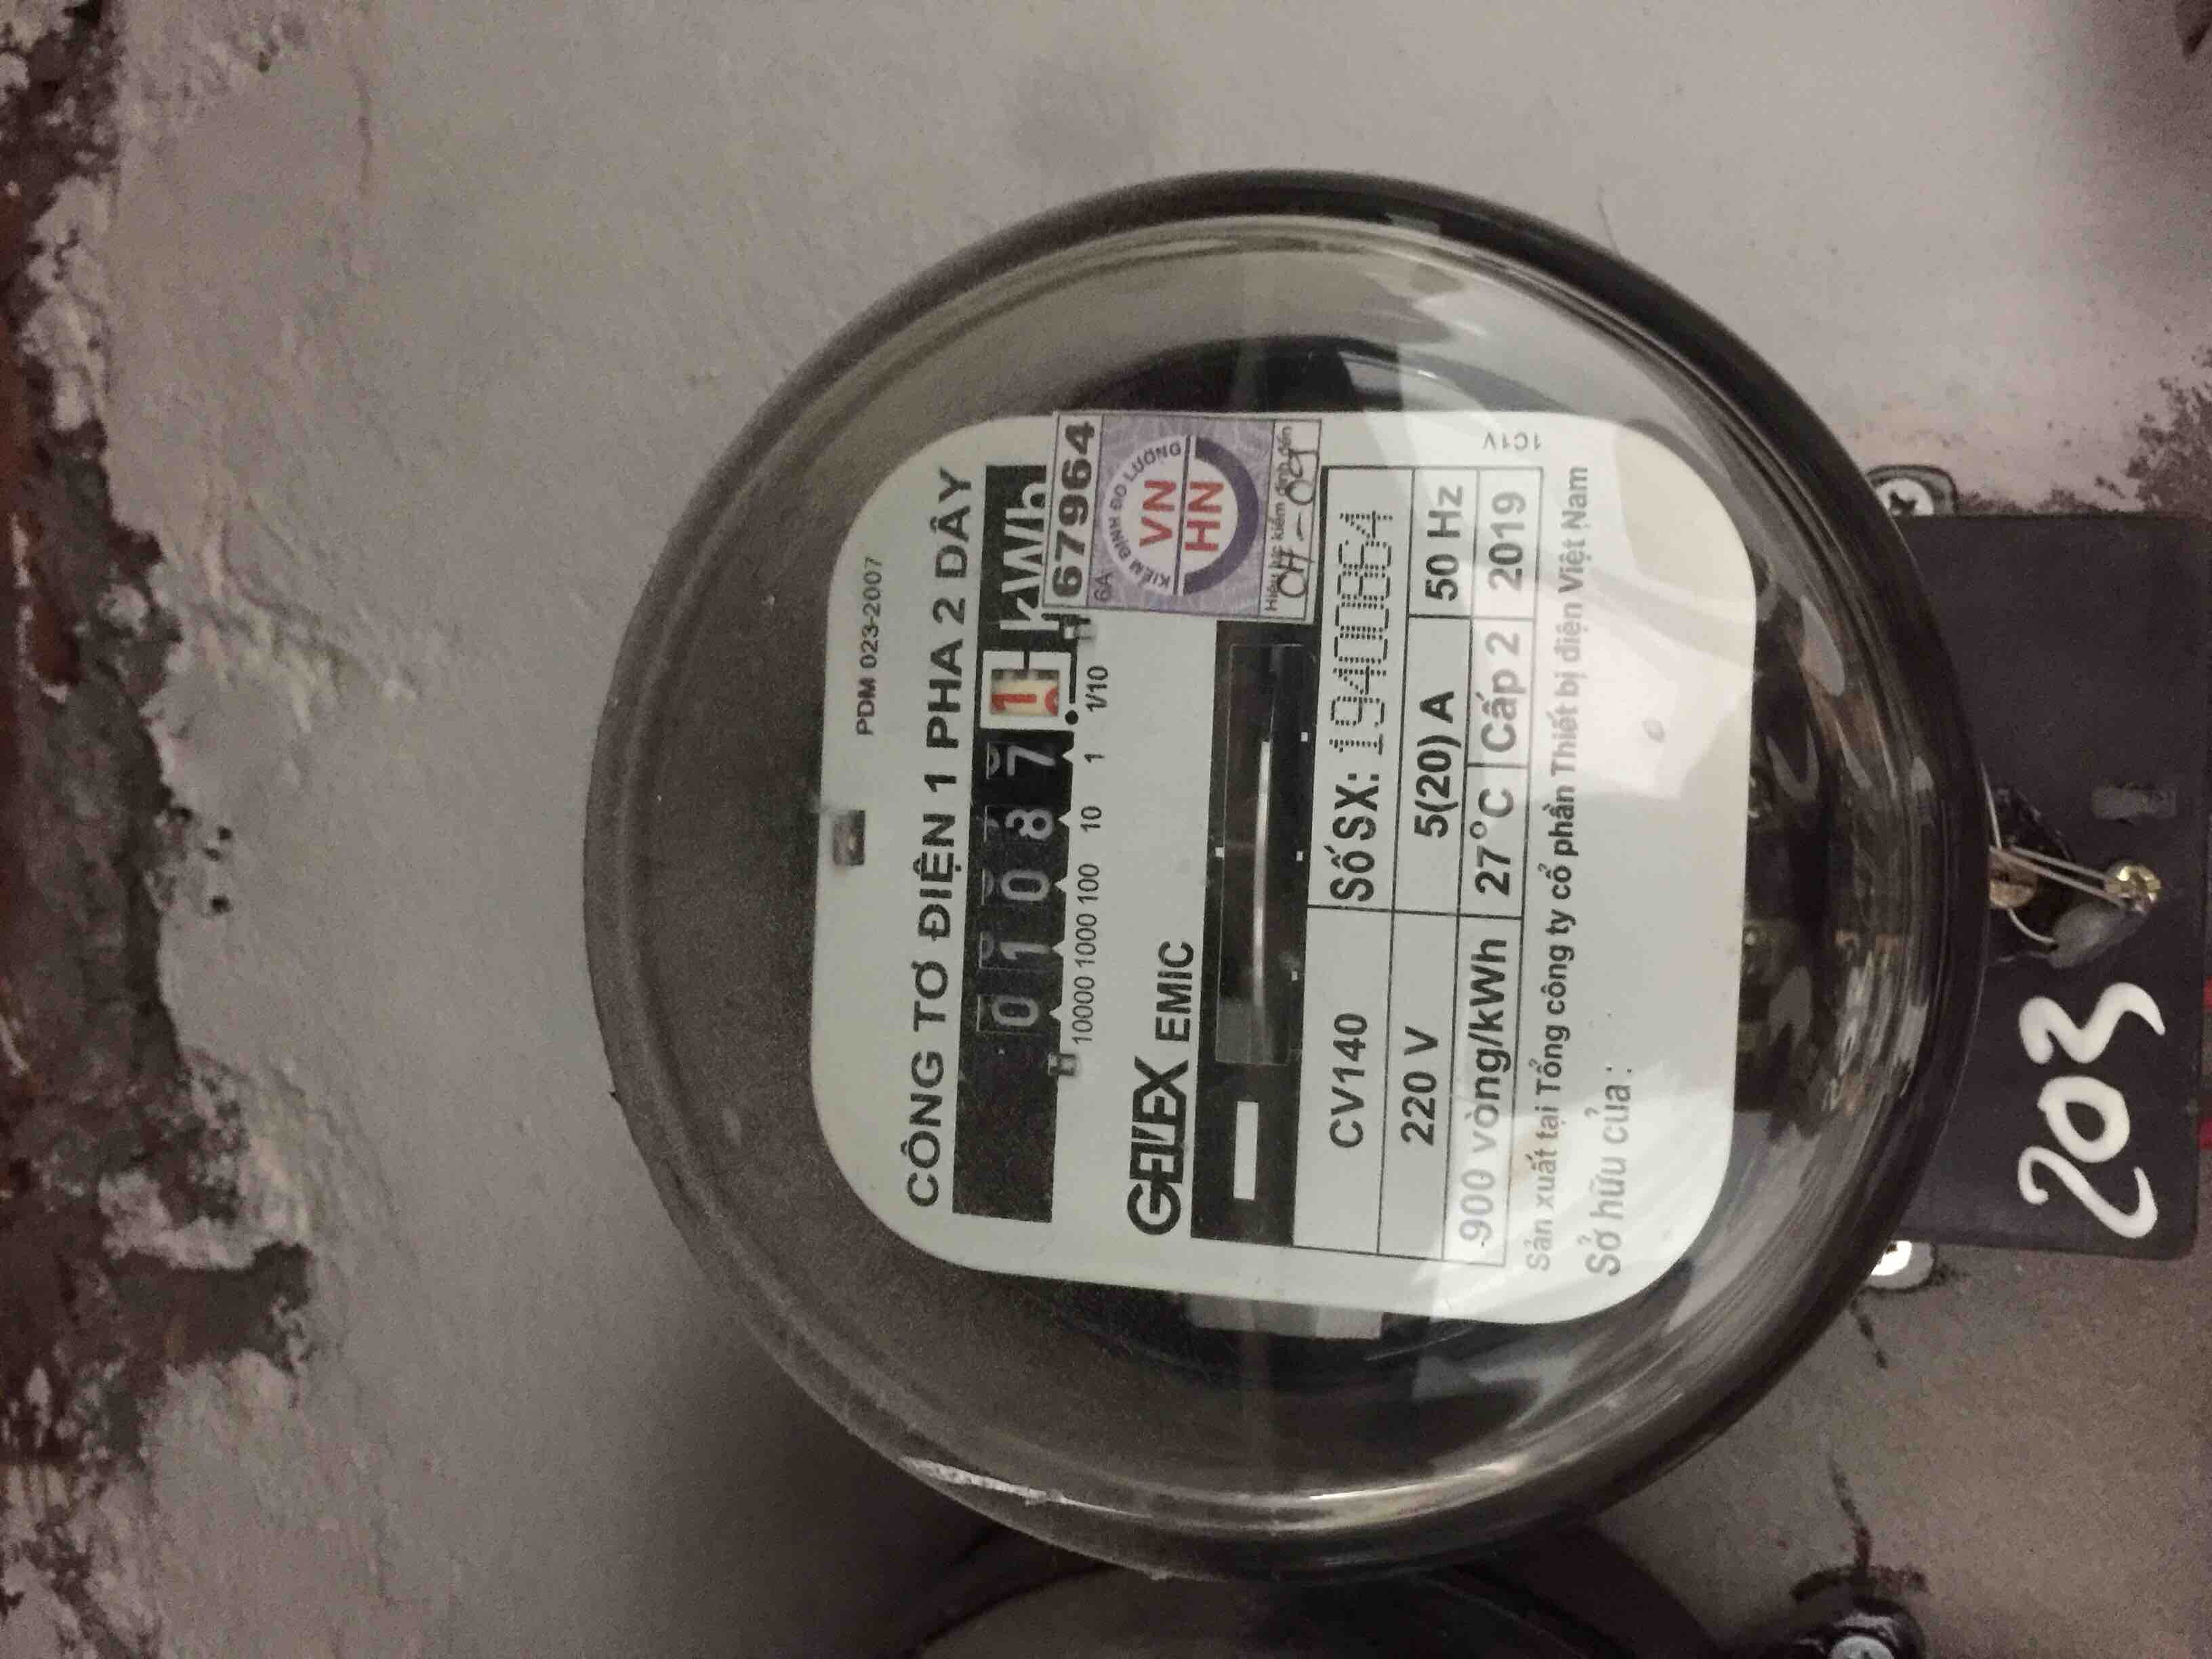 PDM 023-2007
CÔNG TƠ ĐIỆN 1 PHA 2 DÂY
0 1 0 8 7 1 kWh
10000 1000 100 10 1 1/10
679964
6A
KIỂM ĐỊNH ĐO LƯỜNG
VN
HN
GELEX EMIC
CV140 Số SX: 19400864
220 V 5(20) A 50 Hz
900 vòng/kWh 27°C Cấp 2 2019
1C1V
Sản xuất tại Tổng công ty cổ phần Thiết bị điện Việt Nam
Sở hữu của:
203